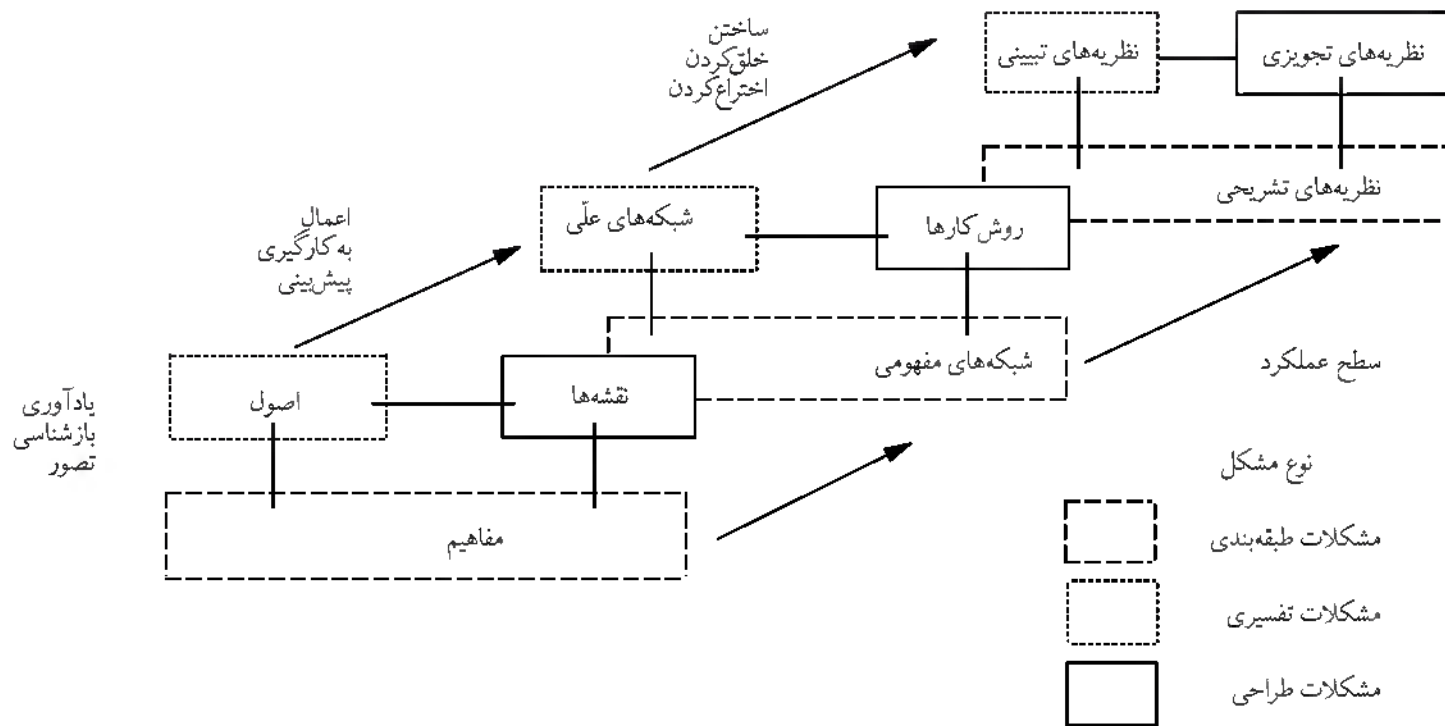 ساختن
خلق‌کردن
اختراع‌کردن
نظریه‌های تبیینی
نظریه‌های تجویزی
نظریه‌های تشریحی
اعمال
به کارگیری
پیش‌بینی
شبکه‌های علّی
روش‌کارها
شبکه‌های مفهومی
سطح عملکرد
یادآوری
بازشناسی
تصور
اصول
نقشه‌ها
مفاهیم
نوع مشکل
مشکلات طبقه‌بندی
مشکلات تفسیری
مشکلات طراحی